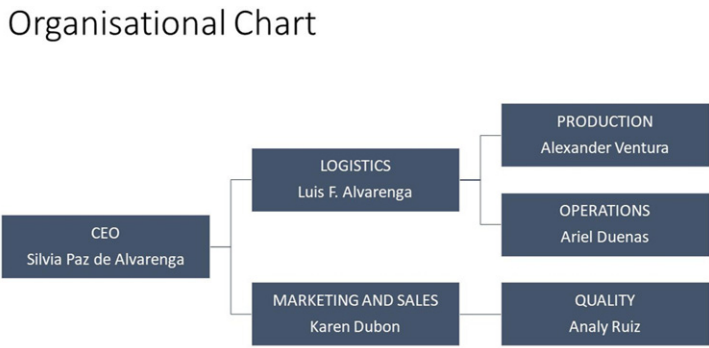 Organisational Chart
PRODUCTION
Alexander Ventura
LOGISTICS
Luis F. Alvarenga
OPERATIONS
Ariel Duenas
CEO
Silvia Paz de Alvarenga
MARKETING AND SALES
Karen Dubon
QUALITY
Analy Ruiz